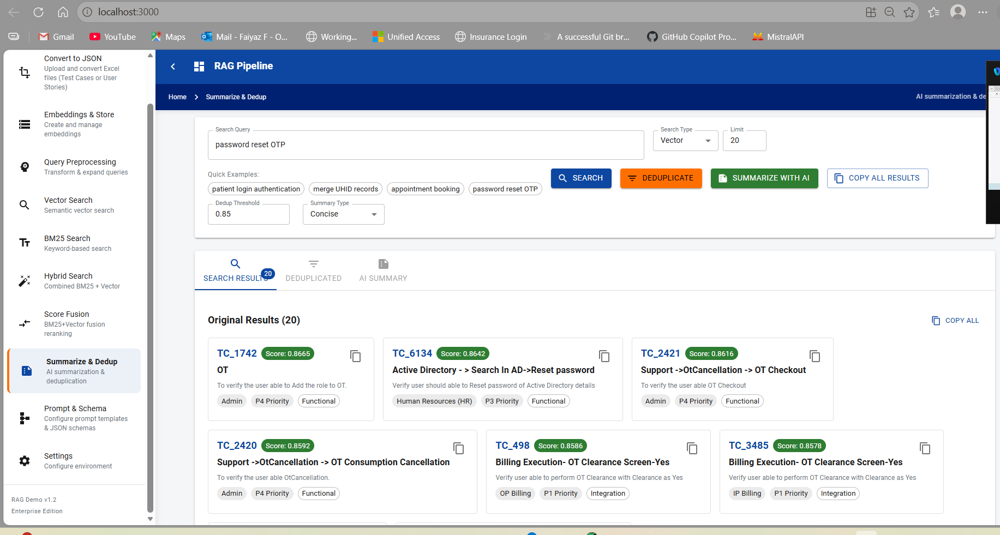 localhost:3000
Gmail
YouTube
Maps
Mail - Faiyaz F - O...
Working...
Unified Access
Insurance Login
A successful Git br...
GitHub Copilot Pro...
MistralAPI
Convert to JSON
Upload and convert Excel
files (Test Cases or User
Stories)
Embeddings & Store
Create and manage
embeddings
Query Preprocessing
Transform & expand queries
Vector Search
Semantic vector search
BM25 Search
Keyword-based search
Hybrid Search
Combined BM25 + Vector
Score Fusion
BM25+Vector fusion
reranking
Summarize & Dedup
AI summarization &
deduplication
Prompt & Schema
Configure prompt templates
& JSON schemas
Settings
Configure environment
RAG Demo v1.2
Enterprise Edition
RAG Pipeline
Home > Summarize & Dedup
AI summarization & de
Search Query
password reset OTP
Search Type
Vector
Limit
20
Quick Examples:
patient login authentication
merge UHID records
appointment booking
password reset OTP
SEARCH
DEDUPLICATE
SUMMARIZE WITH AI
COPY ALL RESULTS
Dedup Threshold
0.85
Summary Type
Concise
SEARCH RESULTS
20
DEDUPLICATED
AI SUMMARY
Original Results (20)
COPY ALL
TC_1742 Score: 0.8665
OT
To verify the user able to Add the role to OT.
Admin P4 Priority Functional
TC_6134 Score: 0.8642
Active Directory - > Search In AD->Reset password
Verify user should able to Reset password of Active Directory details
Human Resources (HR) P3 Priority Functional
TC_2421 Score: 0.8616
Support ->OtCancellation -> OT Checkout
To verify the user able OT Checkout
Admin P4 Priority Functional
TC_2420 Score: 0.8592
Support ->OtCancellation -> OT Consumption Cancellation
To verify the user able OtCancellation.
Admin P4 Priority Functional
TC_498 Score: 0.8586
Billing Execution- OT Clearance Screen-Yes
Verify user able to perform OT Clearance with Clearance as Yes
OP Billing P1 Priority Integration
TC_3485 Score: 0.8578
Billing Execution- OT Clearance Screen-Yes
Verify user able to perform OT Clearance with Clearance as Yes
IP Billing P1 Priority Integration